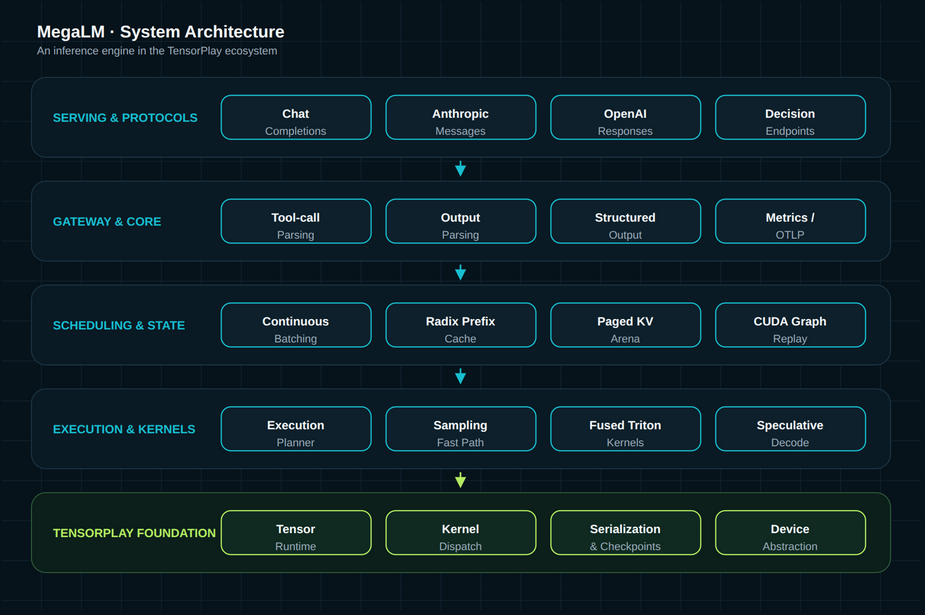 MegaLM · System Architecture
An inference engine in the TensorPlay ecosystem
SERVING & PROTOCOLS
Chat
Completions
Anthropic
Messages
OpenAI
Responses
Decision
Endpoints
GATEWAY & CORE
Tool-call
Parsing
Output
Parsing
Structured
Output
Metrics /
OTLP
SCHEDULING & STATE
Continuous
Batching
Radix Prefix
Cache
Paged KV
Arena
CUDA Graph
Replay
EXECUTION & KERNELS
Execution
Planner
Sampling
Fast Path
Fused Triton
Kernels
Speculative
Decode
TENSORPLAY FOUNDATION
Tensor
Runtime
Kernel
Dispatch
Serialization
& Checkpoints
Device
Abstraction